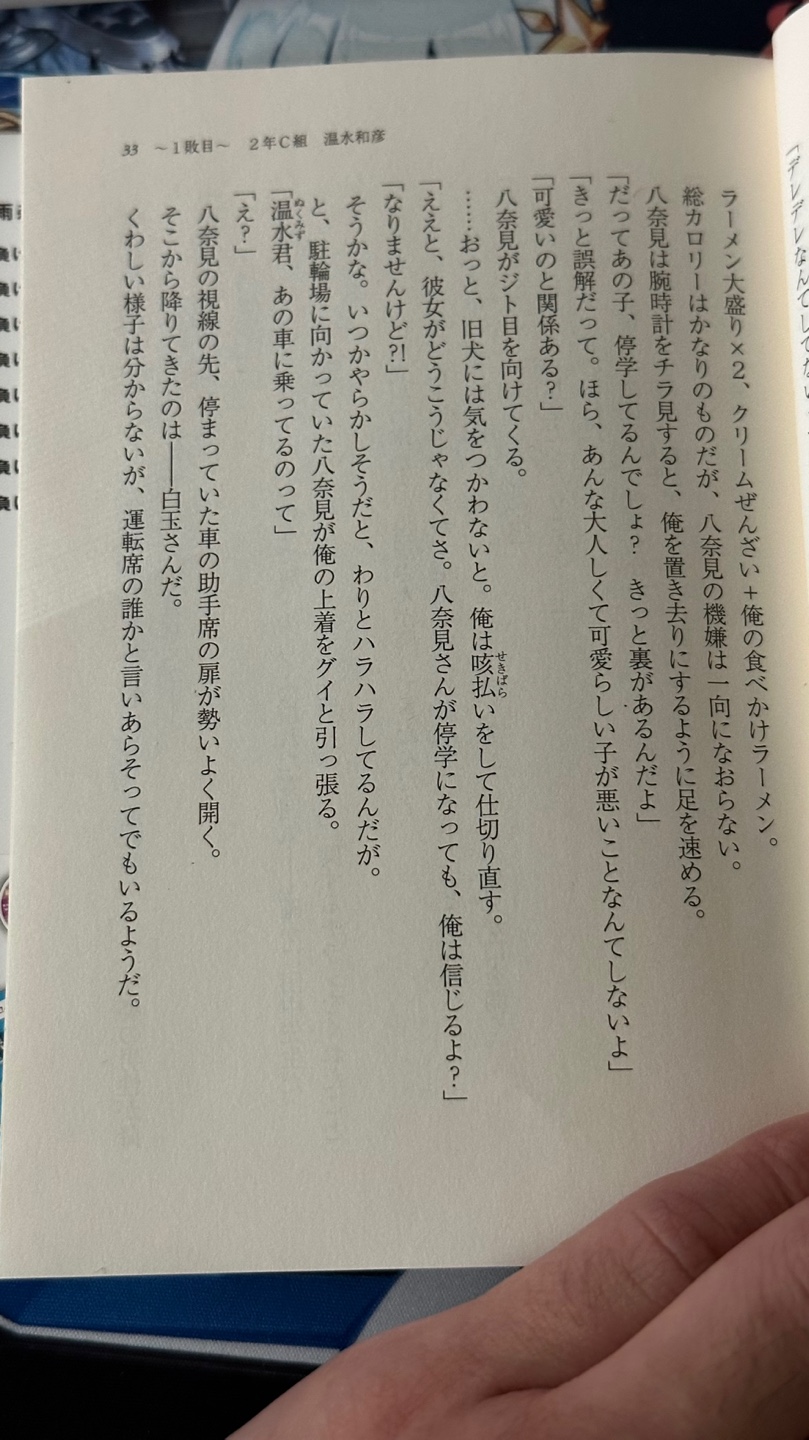 33 ～1敗目～ 2年C組 温水和彦
ラーメン大盛り×2、クリームぜんざい+俺の食べかけラーメン。
総カロリーはかなりのものだが、八奈見の機嫌は一向になおらない。
八奈見は腕時計をチラ見すると、俺を置き去りにするように足を速める。
「だってあの子、停学してるんでしょ？　きっと裏があるんだよ」
「きっと誤解だって。ほら、あんな大人しくて可愛らしい子が悪いことなんてしないよ」
「可愛いのと関係ある？」
八奈見がジト目を向けてくる。
……おっと、旧犬には気をつかわないと。俺は咳払いをして仕切り直す。
「ええと、彼女がどうこうじゃなくてさ。八奈見さんが停学になっても、俺は信じるよ？」
「なりませんけど?!」
そうかな。いつかやらかしそうだと、わりとハラハラしてるんだが。
と、駐輪場に向かっていた八奈見が俺の上着をグイと引っ張る。
「温水君、あの車に乗ってるのって」
「え？」
八奈見の視線の先、停まっていた車の助手席の扉が勢いよく開く。
そこから降りてきたのは――白玉さんだ。
くわしい様子は分からないが、運転席の誰かと言いあらそってでもいるようだ。